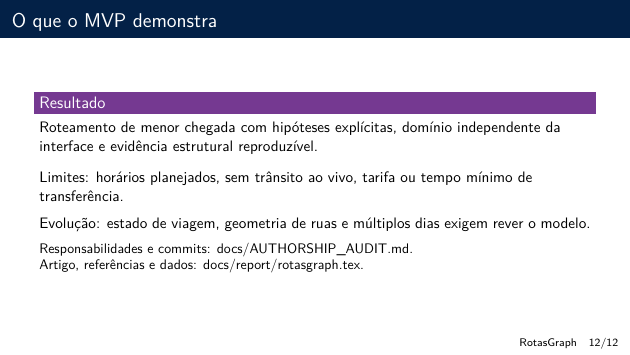 O que o MVP demonstra
Resultado
Roteamento de menor chegada com hipóteses explícitas, domínio independente da
interface e evidência estrutural reproduzível.
Limites: horários planejados, sem trânsito ao vivo, tarifa ou tempo mínimo de
transferência.
Evolução: estado de viagem, geometria de ruas e múltiplos dias exigem rever o modelo.
Responsabilidades e commits: docs/AUTHORSHIP_AUDIT.md.
Artigo, referências e dados: docs/report/rotasgraph.tex.
RotasGraph 12/12